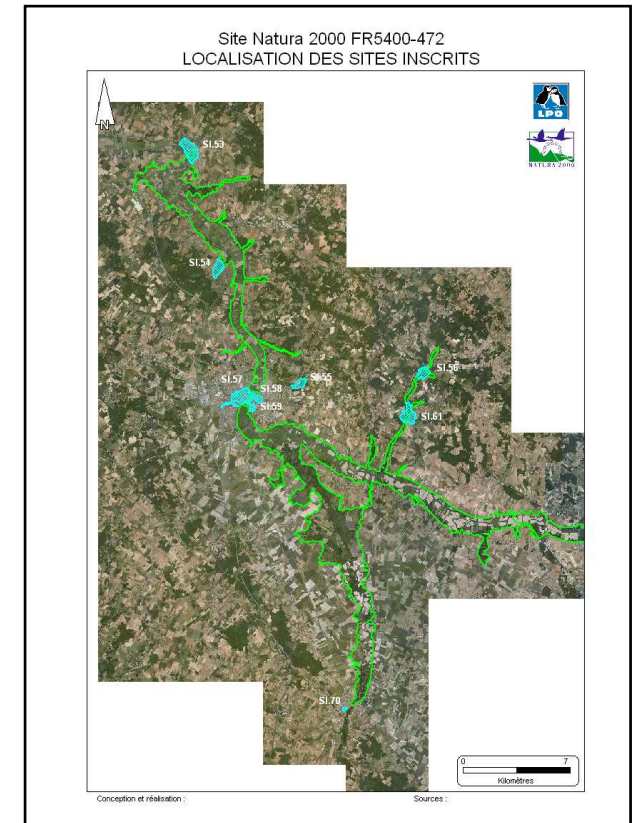 Site Natura 2000 FR5400-472
LOCALISATION DES SITES INSCRITS
N
LPO
NATURA 2000
SI.53
SI.54
SI.56
SI.55
SI.57
SI.58
SI.59
SI.61
SI.70
0 7
Kilomètres
Conception et réalisation :
Sources :